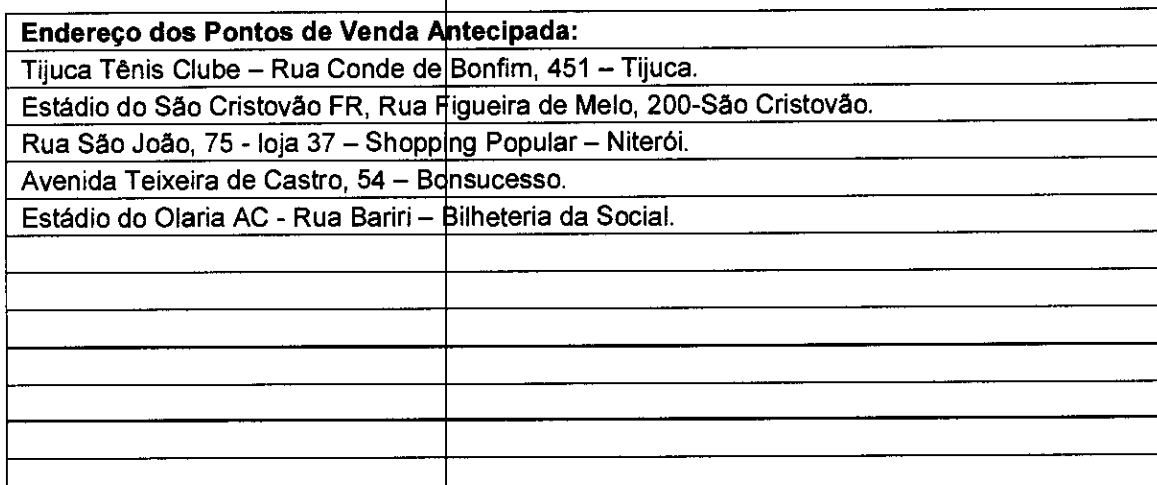 Endereço dos Pontos de Venda Antecipada:
Tijuca Tênis Clube – Rua Conde de Bonfim, 451 – Tijuca.
Estádio do São Cristovão FR, Rua Figueira de Melo, 200-São Cristovão.
Rua São João, 75 - loja 37 – Shopping Popular – Niterói.
Avenida Teixeira de Castro, 54 – Bonsucesso.
Estádio do Olaria AC - Rua Bariri – Bilheteria da Social.